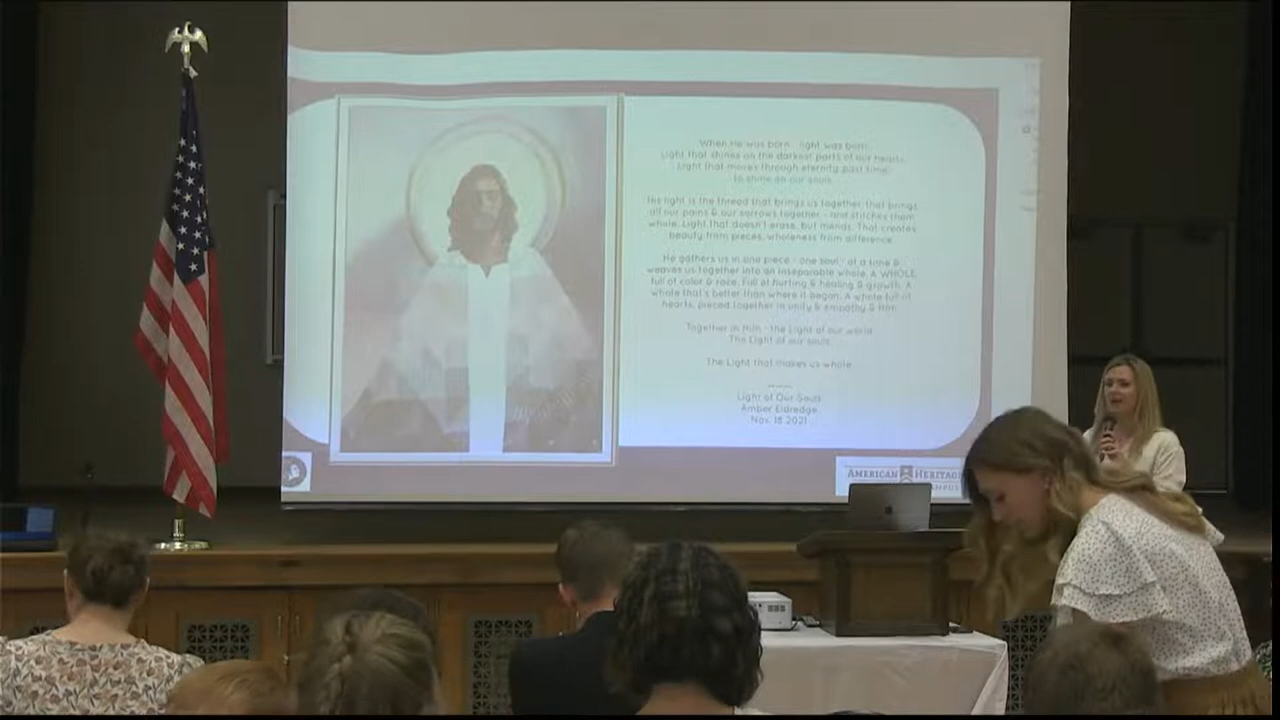 When He was born - light was born.
Light that shines on the darkest parts of our hearts.
Light that moves through eternity past time
to shine on our souls.
His light is the thread that brings us together, that brings
all our pains & our sorrows together - and stitches them
whole. Light that doesn't erase, but mends. That creates
beauty from pieces, wholeness from difference.
He gathers us in one piece - one soul - at a time &
weaves us together into an inseparable whole. A WHOLE
full of color & race. Full of hurting & healing & growth. A
whole that's better than where it began. A whole full of
hearts, pieced together in unity & empathy & Him.
Together in Him - the Light of our world.
The Light of our souls.
The Light that makes us whole.
Light of Our Souls
Amber Eldredge
Nov. 18 2021
AMERICAN HERITAGE